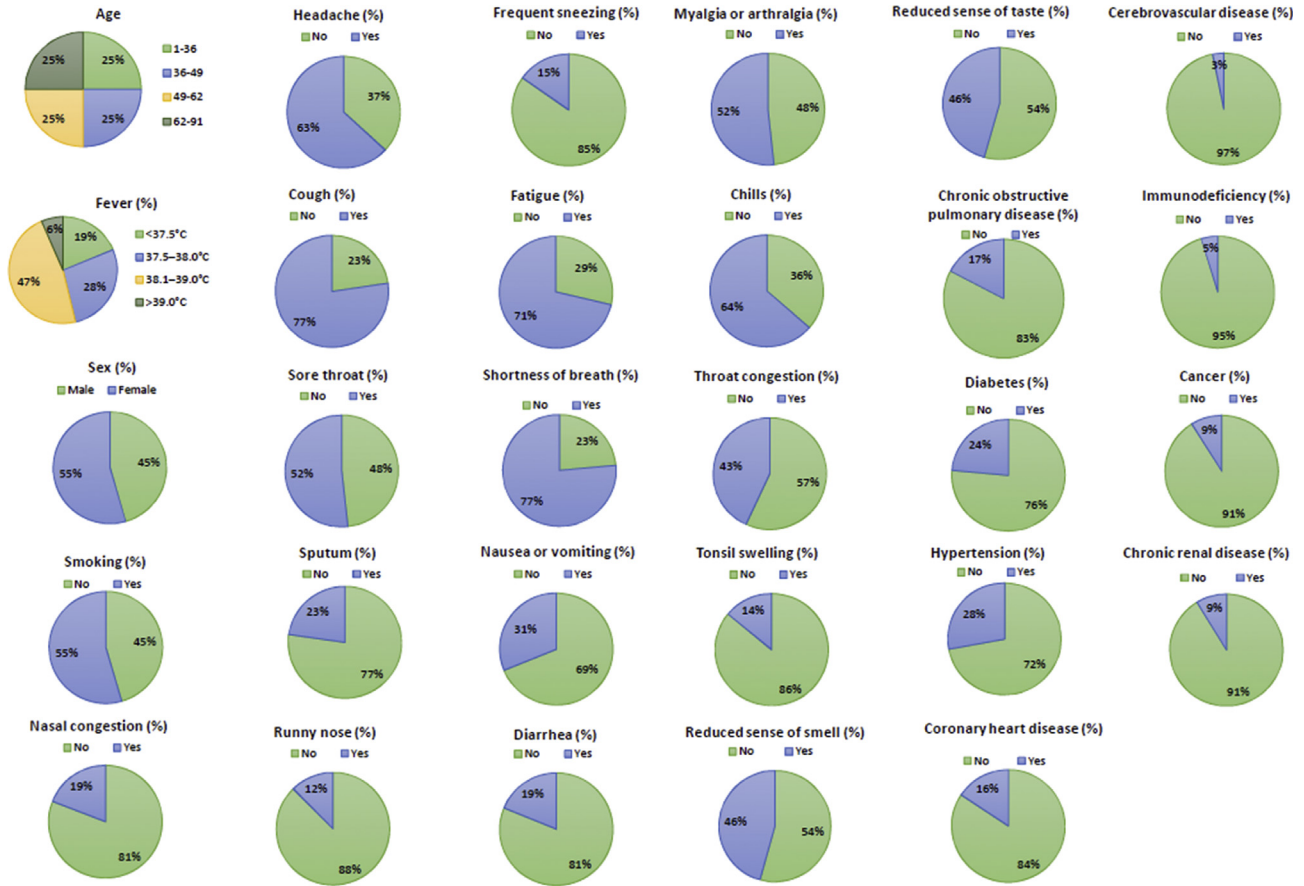 Age
25% 25%
25% 25%
1-36
36-49
49-62
62-91
Headache (%)
No Yes
37%
63%
Frequent sneezing (%)
No Yes
15%
85%
Myalgia or arthralgia (%)
No Yes
52% 48%
Reduced sense of taste (%)
No Yes
46% 54%
Cerebrovascular disease (%)
No Yes
3%
97%
Fever (%)
6% 19%
47% 28%
<37.5°C
37.5–38.0°C
38.1–39.0°C
>39.0°C
Cough (%)
No Yes
23%
77%
Fatigue (%)
No Yes
29%
71%
Chills (%)
No Yes
36%
64%
Chronic obstructive
pulmonary disease (%)
No Yes
17%
83%
Immunodeficiency (%)
No Yes
5%
95%
Sex (%)
Male Female
55% 45%
Sore throat (%)
No Yes
52% 48%
Shortness of breath (%)
No Yes
23%
77%
Throat congestion (%)
No Yes
43% 57%
Diabetes (%)
No Yes
24%
76%
Cancer (%)
No Yes
9%
91%
Smoking (%)
No Yes
55% 45%
Sputum (%)
No Yes
23%
77%
Nausea or vomiting (%)
No Yes
31%
69%
Tonsil swelling (%)
No Yes
14%
86%
Hypertension (%)
No Yes
28%
72%
Chronic renal disease (%)
No Yes
9%
91%
Nasal congestion (%)
No Yes
19%
81%
Runny nose (%)
No Yes
12%
88%
Diarrhea (%)
No Yes
19%
81%
Reduced sense of smell (%)
No Yes
46% 54%
Coronary heart disease (%)
No Yes
16%
84%